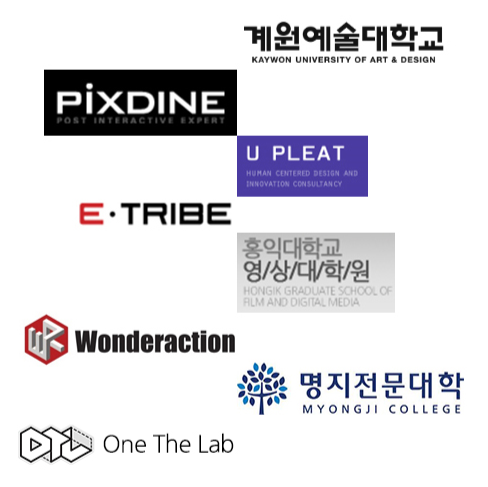 계원예술대학교
KAYWON UNIVERSITY OF ART & DESIGN
PiXDINE
POST INTERACTIVE EXPERT
U PLEAT
HUMAN CENTERED DESIGN AND
INNOVATION CONSULTANCY
E·TRIBE
홍익대학교
영/상/대/학/원
HONGIK GRADUATE SCHOOL OF
FILM AND DIGITAL MEDIA
Wonderaction
명지전문대학
MYONGJI COLLEGE
One The Lab